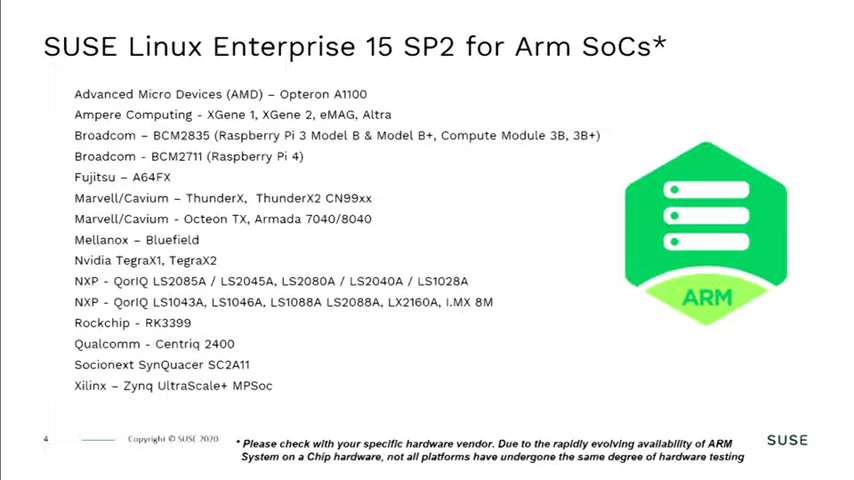 SUSE Linux Enterprise 15 SP2 for Arm SoCs*
Advanced Micro Devices (AMD) – Opteron A1100
Ampere Computing - XGene 1, XGene 2, eMAG, Altra
Broadcom – BCM2835 (Raspberry Pi 3 Model B & Model B+, Compute Module 3B, 3B+)
Broadcom - BCM2711 (Raspberry Pi 4)
Fujitsu – A64FX
Marvell/Cavium – ThunderX, ThunderX2 CN99xx
Marvell/Cavium - Octeon TX, Armada 7040/8040
Mellanox – Bluefield
Nvidia TegraX1, TegraX2
NXP - QorIQ LS2085A / LS2045A, LS2080A / LS2040A / LS1028A
NXP - QorIQ LS1043A, LS1046A, LS1088A LS2088A, LX2160A, I.MX 8M
Rockchip - RK3399
Qualcomm - Centriq 2400
Socionext SynQuacer SC2A11
Xilinx – Zynq UltraScale+ MPSoc
ARM
4
Copyright © SUSE 2020
* Please check with your specific hardware vendor. Due to the rapidly evolving availability of ARM
System on a Chip hardware, not all platforms have undergone the same degree of hardware testing
SUSE